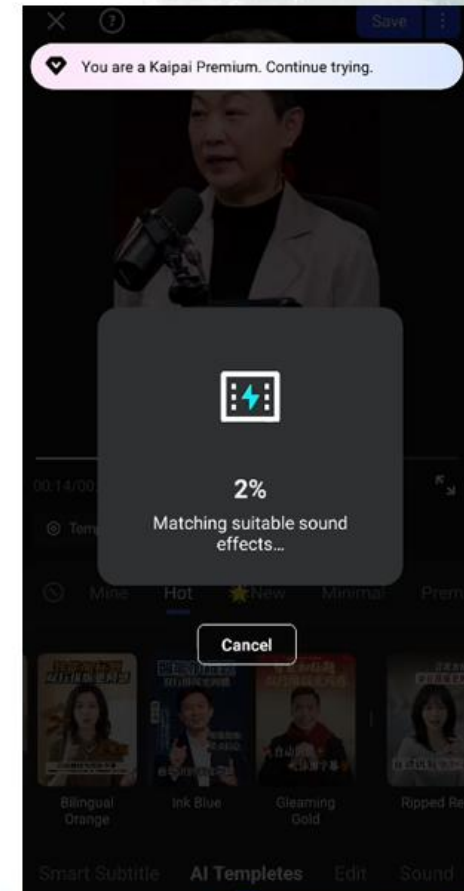 Save
You are a Kaipai Premium. Continue trying.
2%
Matching suitable sound
effects...
00:14/00:
Tem
Mine
Hot
New
Minimal
Prem
Cancel
Bilingual
Orange
Ink Blue
Gleaming
Gold
Ripped Re
Smart Subtitle
AI Templetes
Edit
Sound